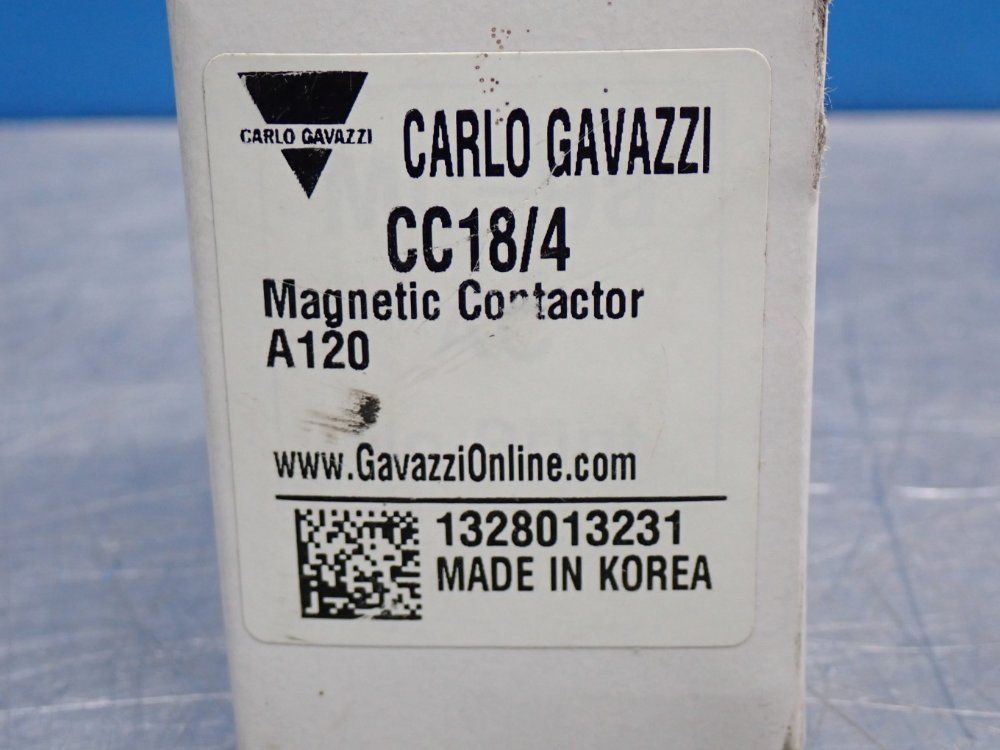 CARLO GAVAZZI
CARLO GAVAZZI
CC18/4
Magnetic Contactor
A120
www.GavazziOnline.com
1328013231
MADE IN KOREA